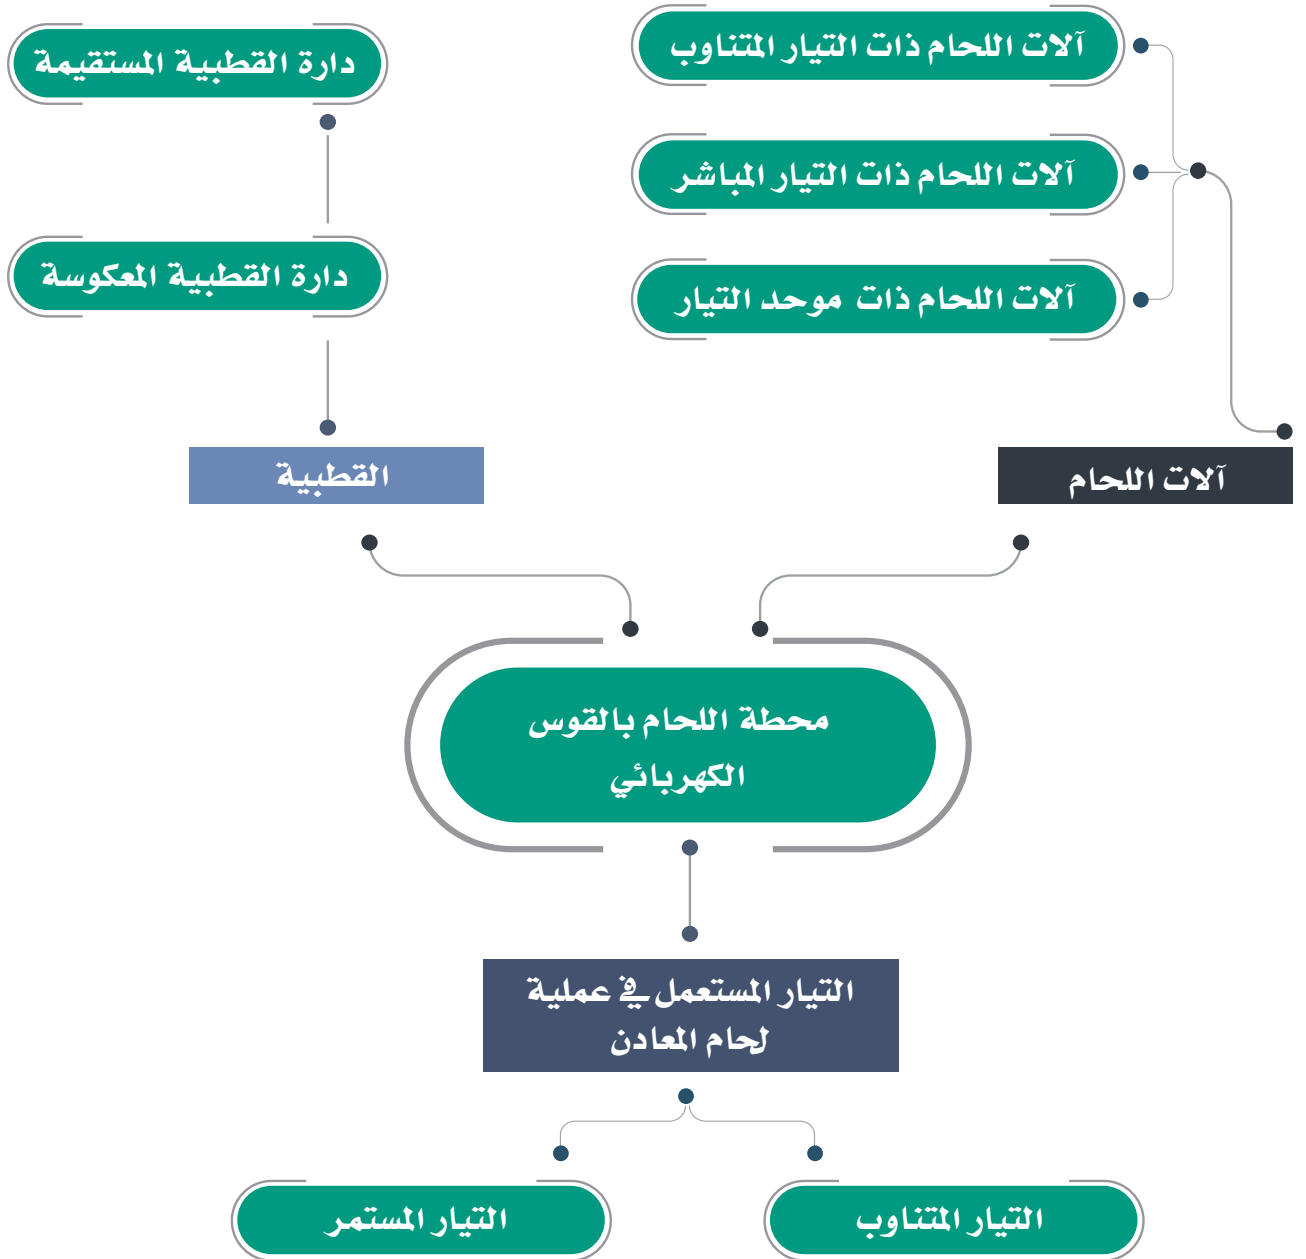 آلات اللحام ذات التيار المتناوب
دارة القطبية المستقيمة
آلات اللحام ذات التيار المباشر
دارة القطبية المعكوسة
آلات اللحام ذات موحد التيار
آلات اللحام
القطبية
محطة اللحام بالقوس
الكهربائي
التيار المستعمل في عملية
لحام المعادن
التيار المتناوب
التيار المستمر